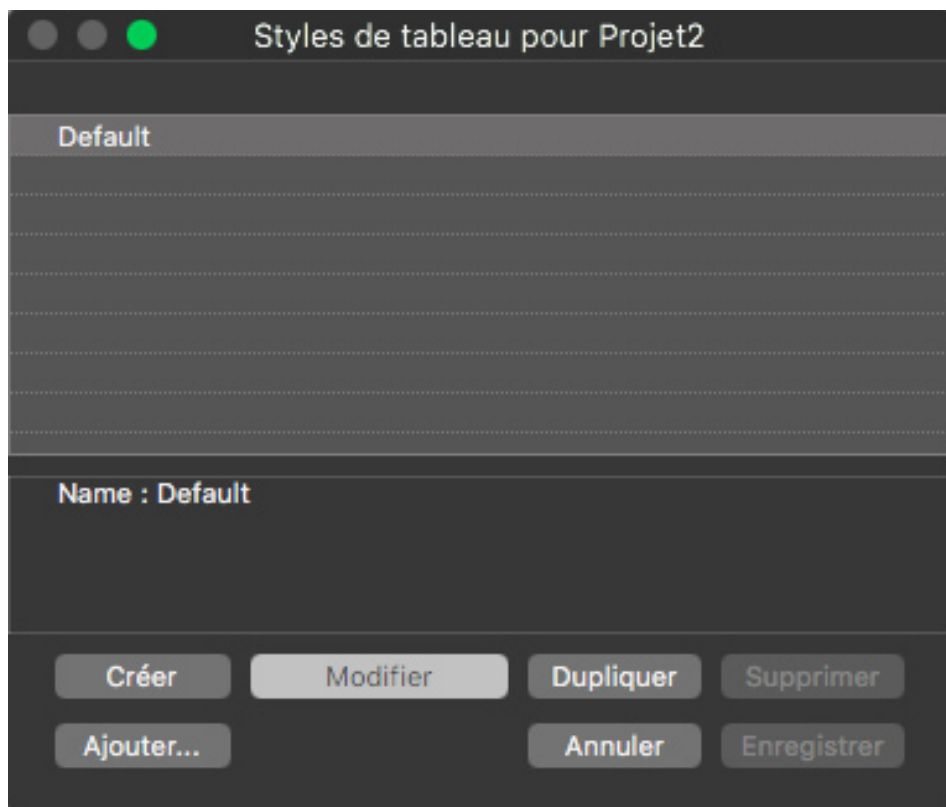 Styles de tableau pour Projet2
Default
Name : Default
Créer Modifier Dupliquer Supprimer
Ajouter... Annuler Enregistrer